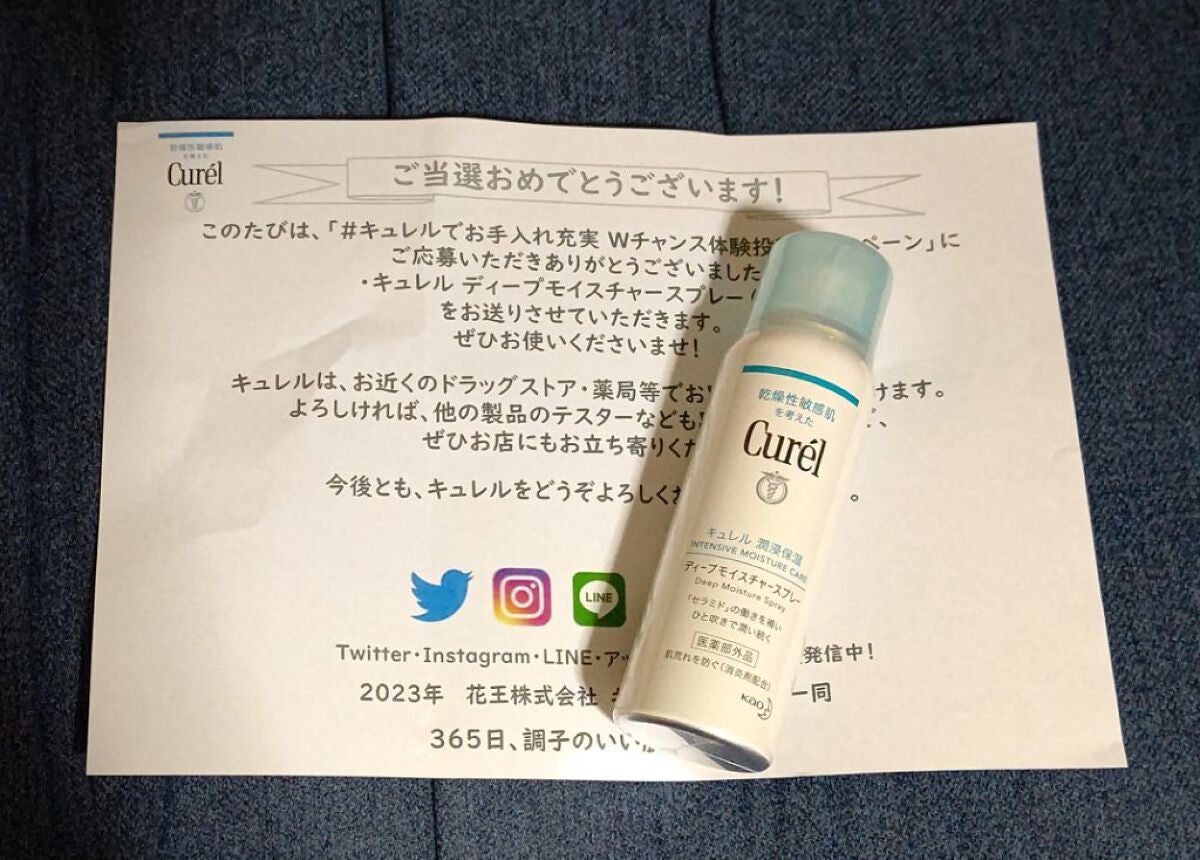 乾燥性敏感肌
を考えた
Curél
ご当選おめでとうございます！
このたびは、「#キュレルでお手入れ充実 Wチャンス体験投 ペーン」に
ご応募いただきありがとうございました
・キュレル ディープモイスチャースプレー（
をお送りさせていただきます。
ぜひお使いくださいませ！
キュレルは、お近くのドラッグストア・薬局等でお けます。
よろしければ、他の製品のテスターなども 、
ぜひお店にもお立ち寄りくだ
今後とも、キュレルをどうぞよろしくお 。
LINE
Twitter・Instagram・LINE・アッ 発信中！
2023年 花王株式会社 キ 一同
365日、調子のいい
乾燥性敏感肌
を考えた
Curél
キュレル 潤浸保湿
INTENSIVE MOISTURE CARE
ディープモイスチャースプレー
Deep Moisture Spray
「セラミド」の働きを補い
ひと吹きで潤い続く
医薬部外品
肌荒れを防ぐ（消炎剤配合）
Kao